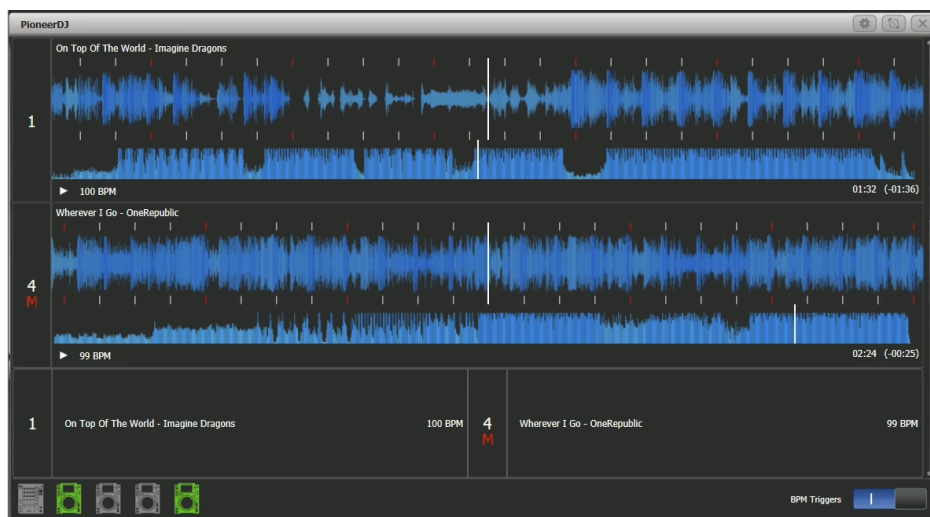 PioneerDJ
On Top Of The World - Imagine Dragons
1
100 BPM
01:32 (-01:36)
Wherever I Go - OneRepublic
4
M
99 BPM
02:24 (-00:25)
1
On Top Of The World - Imagine Dragons
100 BPM
4
M
Wherever I Go - OneRepublic
99 BPM
BPM Triggers